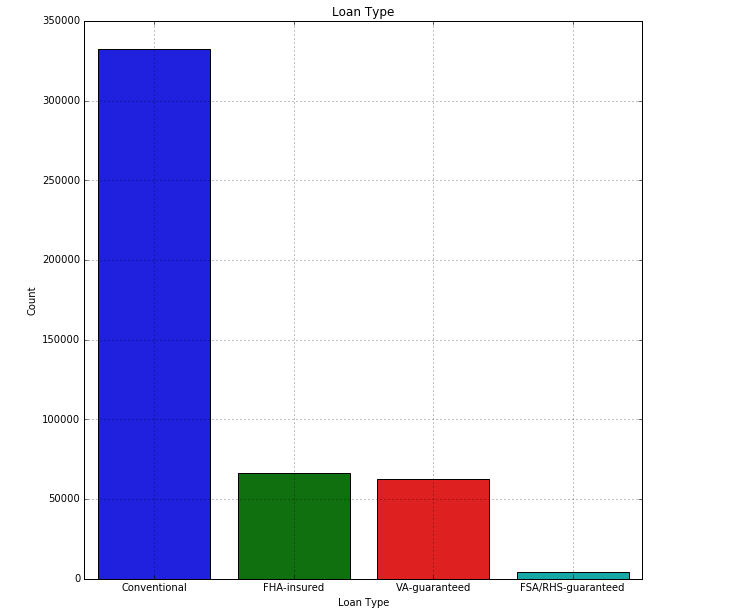 Loan Type
350000
300000
250000
200000
150000
100000
50000
0
Count
Conventional FHA-insured VA-guaranteed FSA/RHS-guaranteed
Loan Type